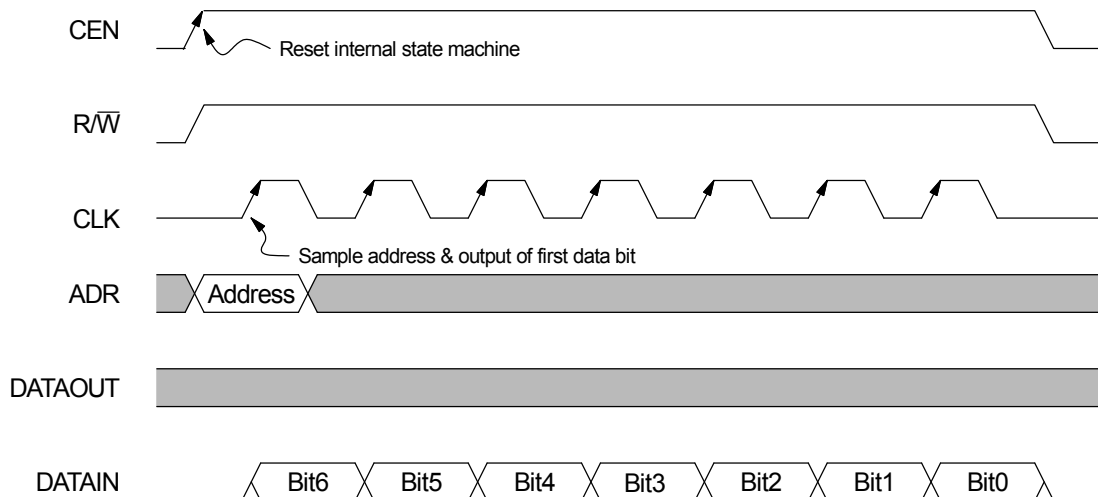 CEN
Reset internal state machine
R/W̅
CLK
Sample address & output of first data bit
ADR
Address
DATAOUT
DATAIN
Bit6 Bit5 Bit4 Bit3 Bit2 Bit1 Bit0